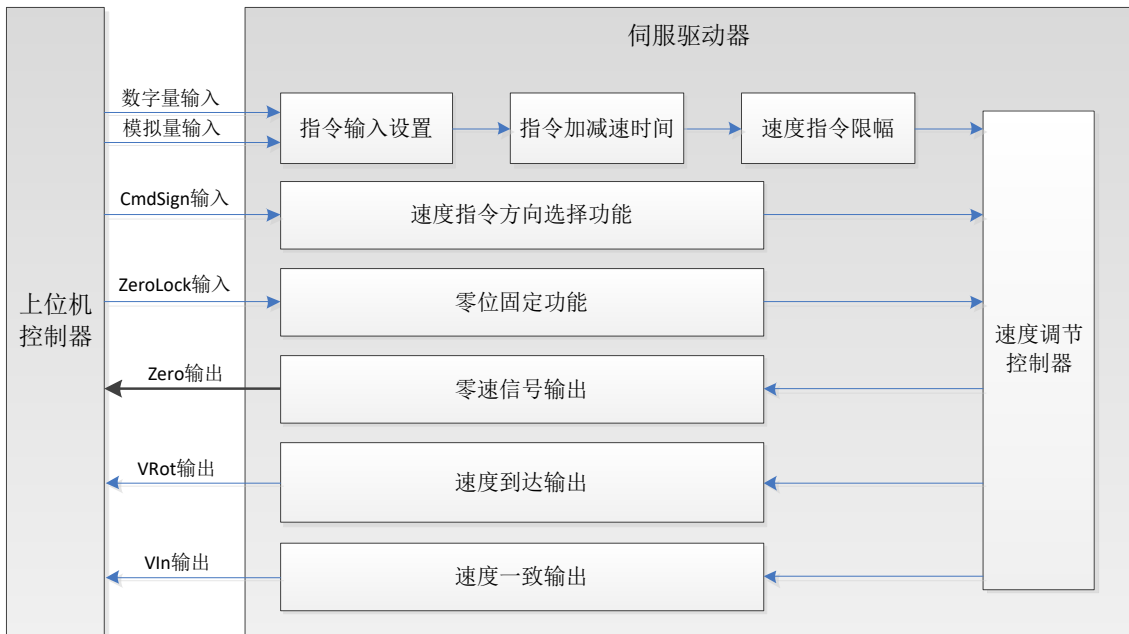 伺服驱动器
数字量输入
模拟量输入
指令输入设置
指令加减速时间
速度指令限幅
CmdSign输入
速度指令方向选择功能
ZeroLock输入
零位固定功能
上位机
控制器
速度调节
控制器
Zero输出
零速信号输出
VRot输出
速度到达输出
VIn输出
速度一致输出